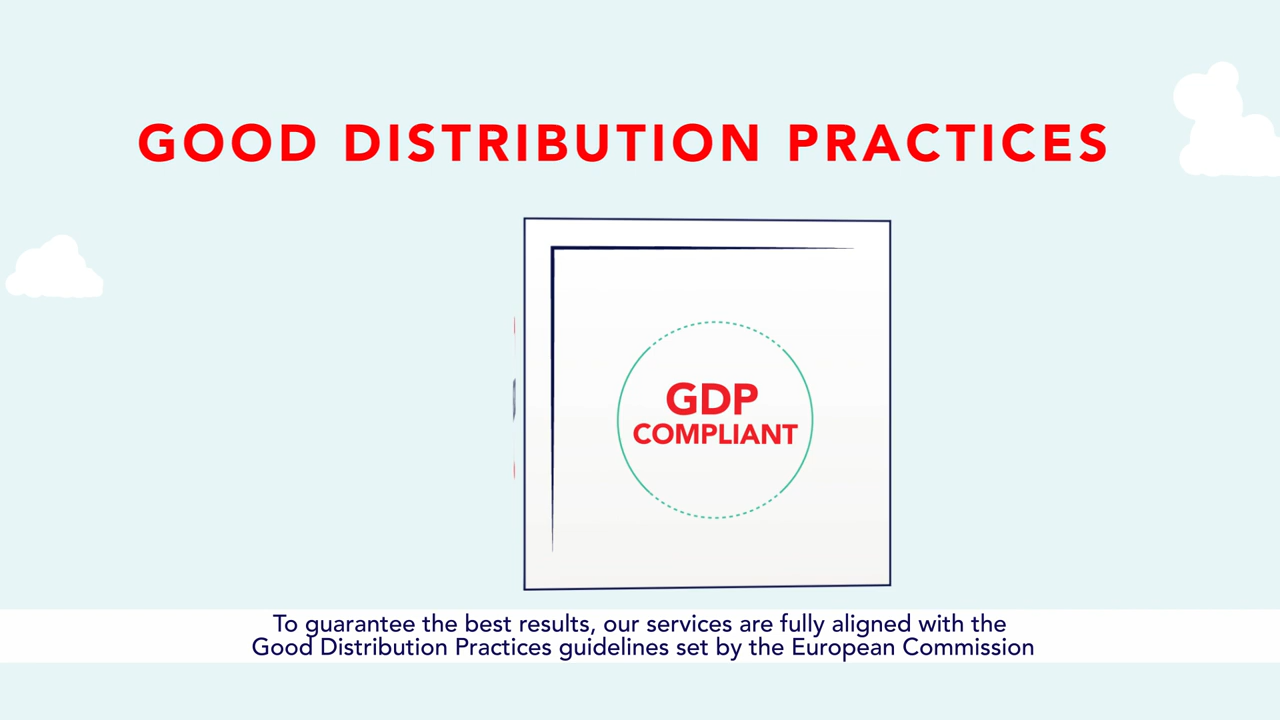 GOOD DISTRIBUTION PRACTICES
GDP
COMPLIANT
To guarantee the best results, our services are fully aligned with the
Good Distribution Practices guidelines set by the European Commission